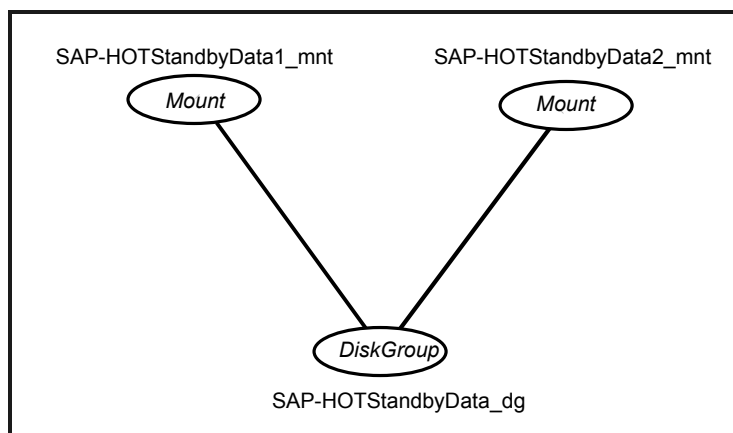 SAP-HOTStandbyData1_mnt
SAP-HOTStandbyData2_mnt
Mount
Mount
DiskGroup
SAP-HOTStandbyData_dg